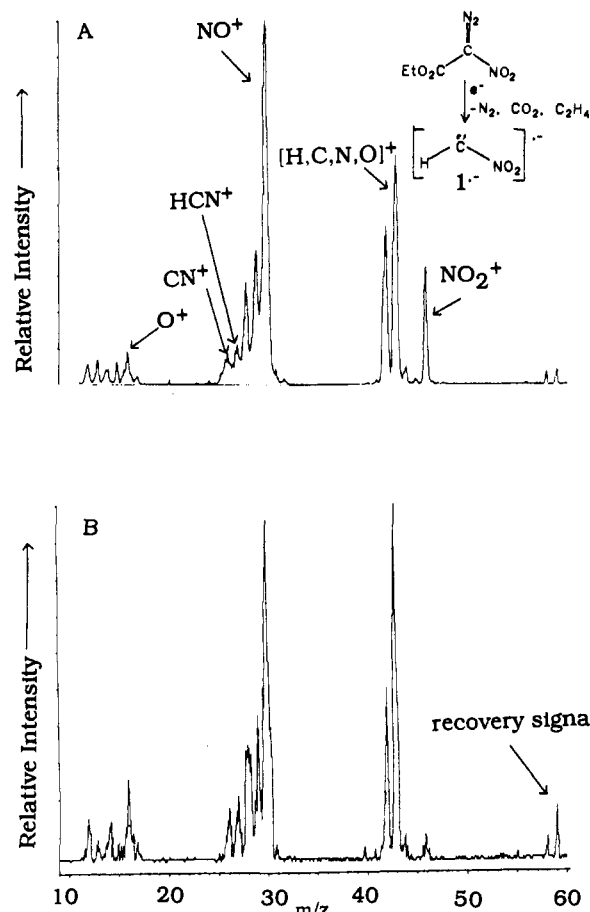 A
Relative Intensity
NO+
HCN+
CN+
O+
[H,C,N,O]+
NO2+
N2
C
EtO2C
NO2
e-
-N2, CO2, C2H4
H
C̈
NO2
·-
1·-
B
Relative Intensity
recovery signa
10 20 30 40 50 60
m/z